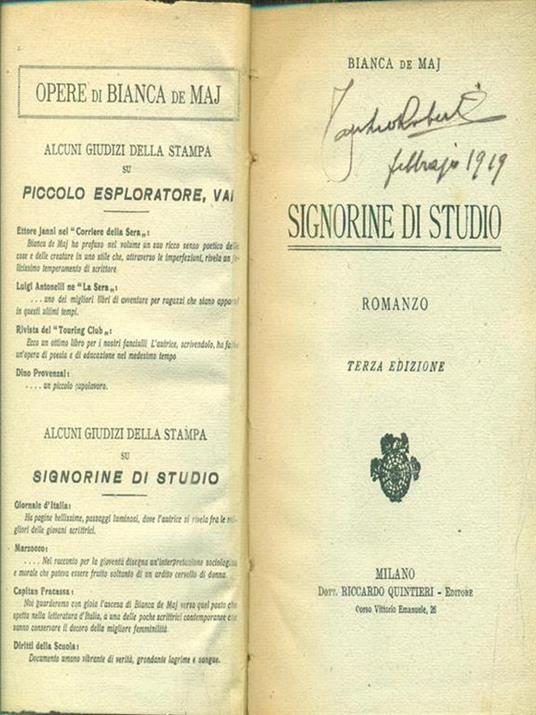 OPERE DI BIANCA DE MAJ
ALCUNI GIUDIZI DELLA STAMPA
SU
PICCOLO ESPLORATORE, VAI
Ettore Janni nel "Corriere della Sera„:
Bianca de Maj ha profuso nel volume un suo ricco senso poetico delle
cose e delle creature in uno stile che, attraverso le imperfezioni, rivela un fe-
licissimo temperamento di scrittore
Luigi Antonelli ne "La Sera„:
... uno dei migliori libri di avventure per ragazzi che siano apparsi
in questi ultimi tempi.
Rivista del "Touring Club„:
Ecco un ottimo libro per i nostri fanciulli L'autrice, scrivendolo, ha fatto
un'opera di poesia e di educazione nel medesimo tempo
Dino Provenzal:
.... un piccolo capolavoro.
ALCUNI GIUDIZI DELLA STAMPA
SU
SIGNORINE DI STUDIO
Giornale d'Italia:
Ha pagine bellissime, passaggi luminosi, dove l'autrice si rivela fra le mi-
gliori delle giovani scrittrici.
Marzocco:
.... Nel racconto per la gioventù disegna un'interpretazione sociologica
e morale che poteva essere frutto soltanto di un ardito cervello di donna.
Capitan Fracassa:
Noi guarderemo con gioia l'ascesa di Bianca de Maj verso quel posto che
spetta nella letteratura d'Italia, a una delle poche scrittrici contemporanee che
sanno conservare il decoro della migliore femminilità.
Diritti della Scuola:
Documento umano vibrante di verità, grondante lagrime e sangue.
BIANCA DE MAJ
febbrajo 1919
SIGNORINE DI STUDIO
ROMANZO
TERZA EDIZIONE
MILANO
DOTT. RICCARDO QUINTIERI - EDITORE
Corso Vittorio Emanuele, 26